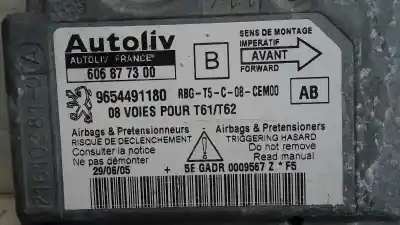 Autoliv
AUTOLIV FRANCE
606 87 73 00
B
SENS DE MONTAGE
IMPERATIF
AVANT
FORWARD
9654491180 RBG-T5-C-08-CEM00
08 VOIES POUR T61/T62
AB
Airbags & Pretensionneurs
RISQUE DE DECLENCHEMENT
Consulter la notice
Ne pas démonter
29/06/05
Airbags & Pretensioners
TRIGGERING HASARD
Do not remove
Read manual
+ 5E GADR 0009567 Z * F5